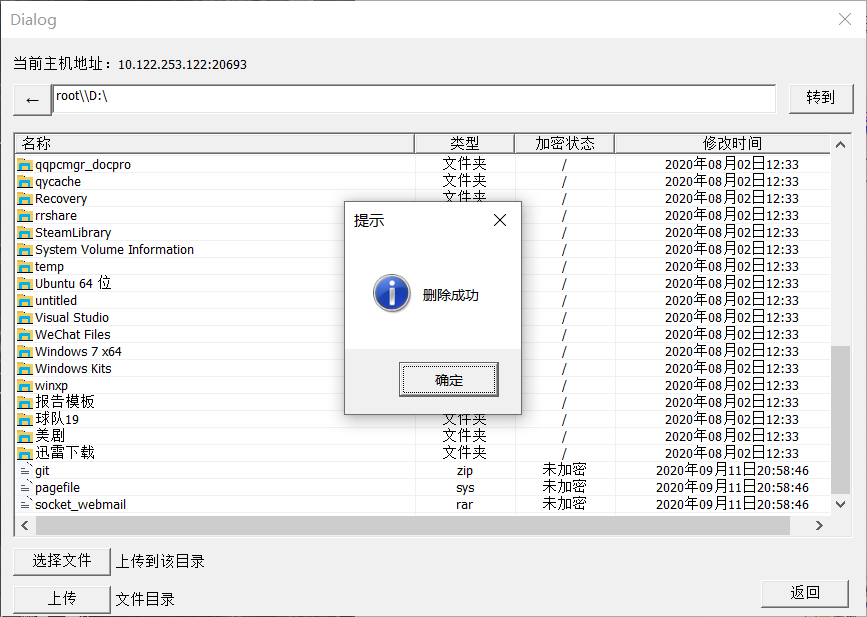 Dialog
当前主机地址：10.122.253.122:20693
← root\\D:\ 转到
名称 类型 加密状态 修改时间
qqpcmgr_docpro 文件夹 / 2020年08月02日12:33
qycache 文件夹 / 2020年08月02日12:33
Recovery 文件夹 / 2020年08月02日12:33
rrshare / 2020年08月02日12:33
SteamLibrary / 2020年08月02日12:33
System Volume Information / 2020年08月02日12:33
temp / 2020年08月02日12:33
Ubuntu 64 位 / 2020年08月02日12:33
untitled / 2020年08月02日12:33
Visual Studio / 2020年08月02日12:33
WeChat Files / 2020年08月02日12:33
Windows 7 x64 / 2020年08月02日12:33
Windows Kits / 2020年08月02日12:33
winxp / 2020年08月02日12:33
报告模板 / 2020年08月02日12:33
球队19 文件夹 / 2020年08月02日12:33
美剧 文件夹 / 2020年08月02日12:33
迅雷下载 文件夹 / 2020年08月02日12:33
git zip 未加密 2020年09月11日20:58:46
pagefile sys 未加密 2020年09月11日20:58:46
socket_webmail rar 未加密 2020年09月11日20:58:46
提示
删除成功
确定
选择文件 上传到该目录
上传 文件目录
返回